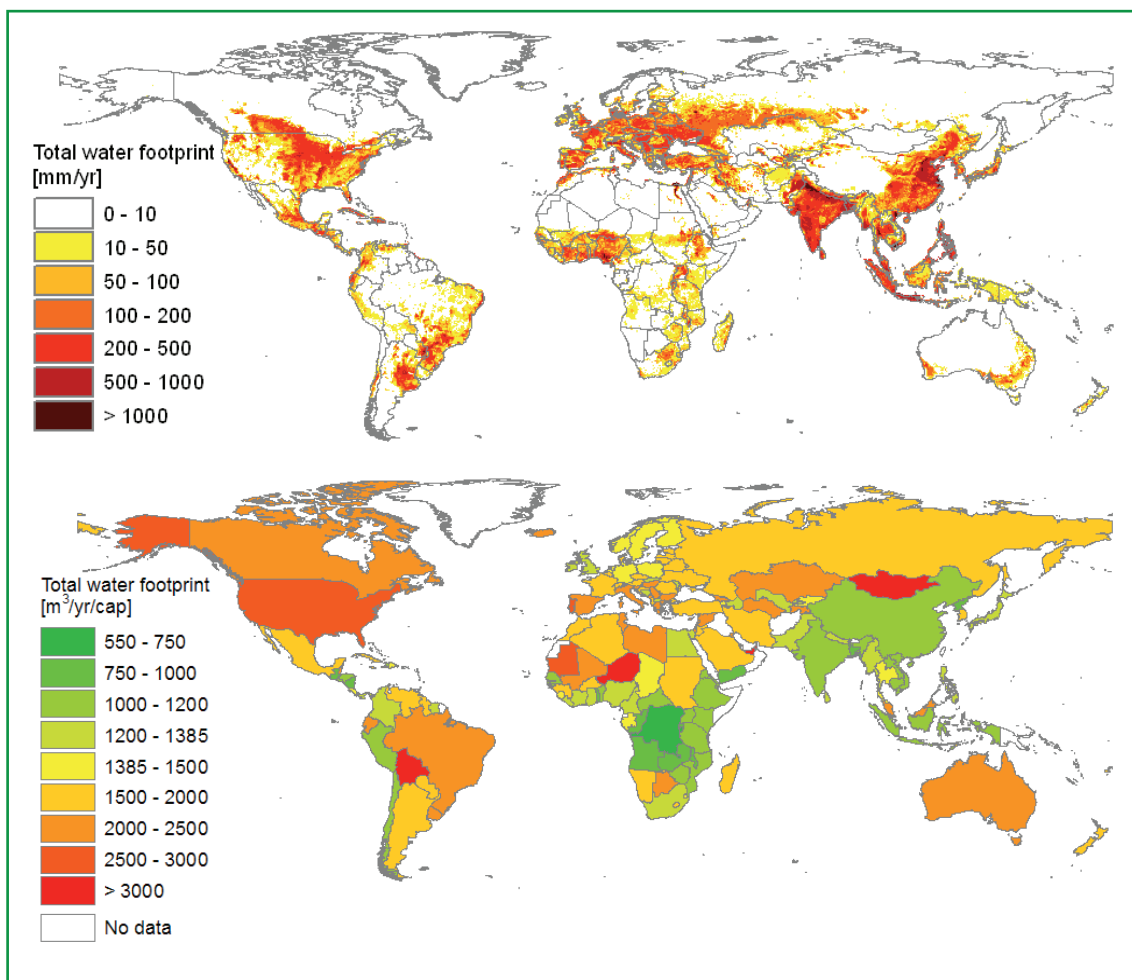 Total water footprint
[mm/yr]
0 - 10
10 - 50
50 - 100
100 - 200
200 - 500
500 - 1000
> 1000
Total water footprint
[m³/yr/cap]
550 - 750
750 - 1000
1000 - 1200
1200 - 1385
1385 - 1500
1500 - 2000
2000 - 2500
2500 - 3000
> 3000
No data